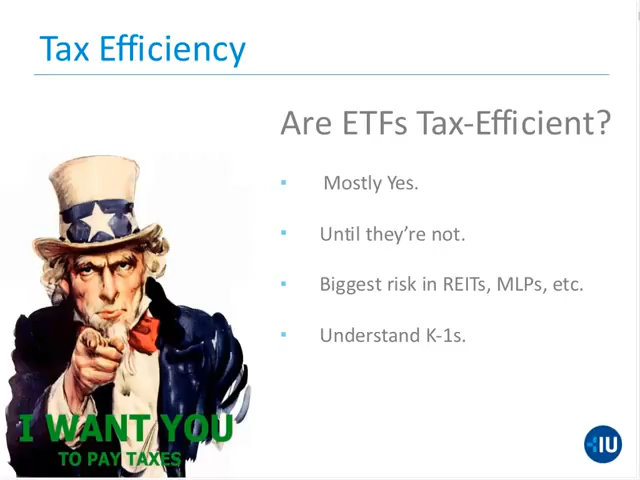 Tax Efficiency
Are ETFs Tax-Efficient?
Mostly Yes.
Until they’re not.
Biggest risk in REITs, MLPs, etc.
Understand K-1s.
I WANT YOU
TO PAY TAXES
IU